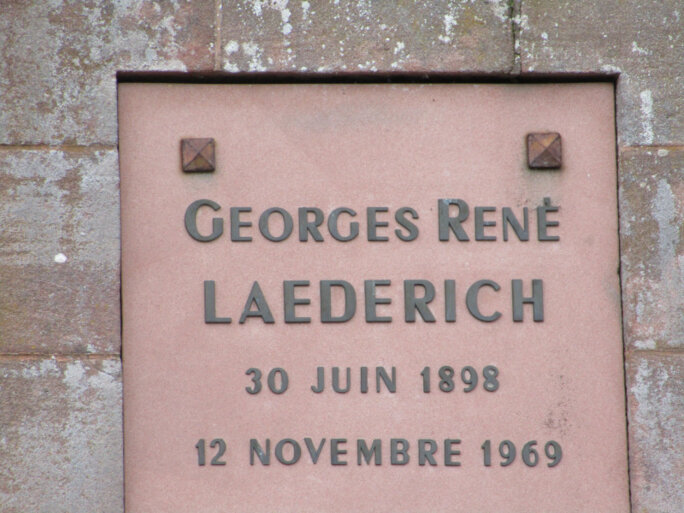 GEORGES RENÉ
LAEDERICH
30 JUIN 1898
12 NOVEMBRE 1969